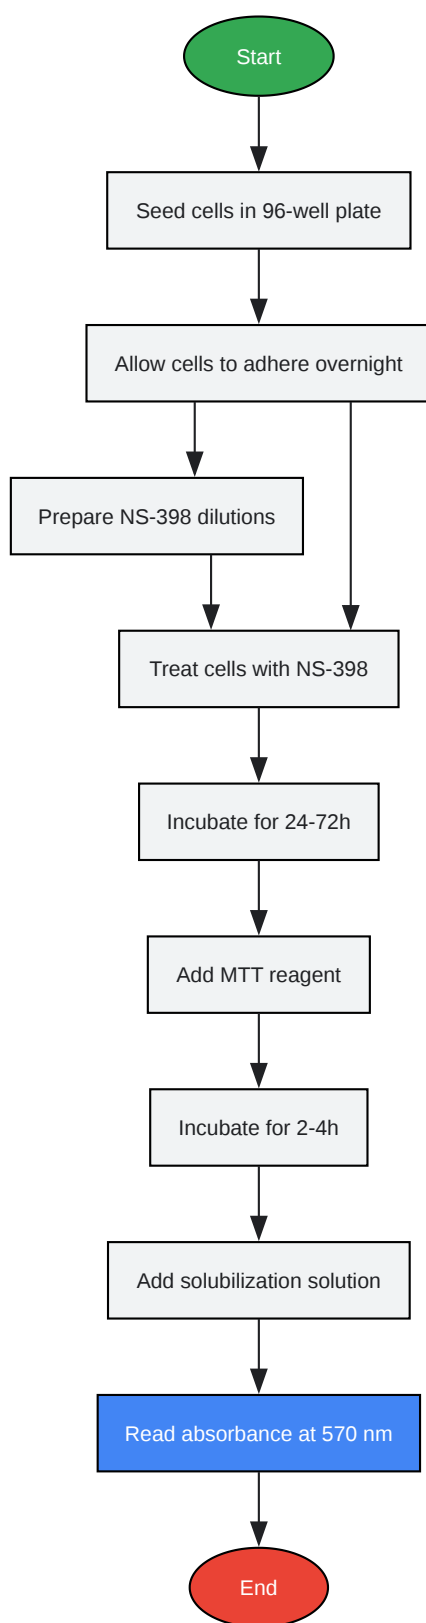 Start
Seed cells in 96-well plate
Allow cells to adhere overnight
Prepare NS-398 dilutions
Treat cells with NS-398
Incubate for 24-72h
Add MTT reagent
Incubate for 2-4h
Add solubilization solution
Read absorbance at 570 nm
End